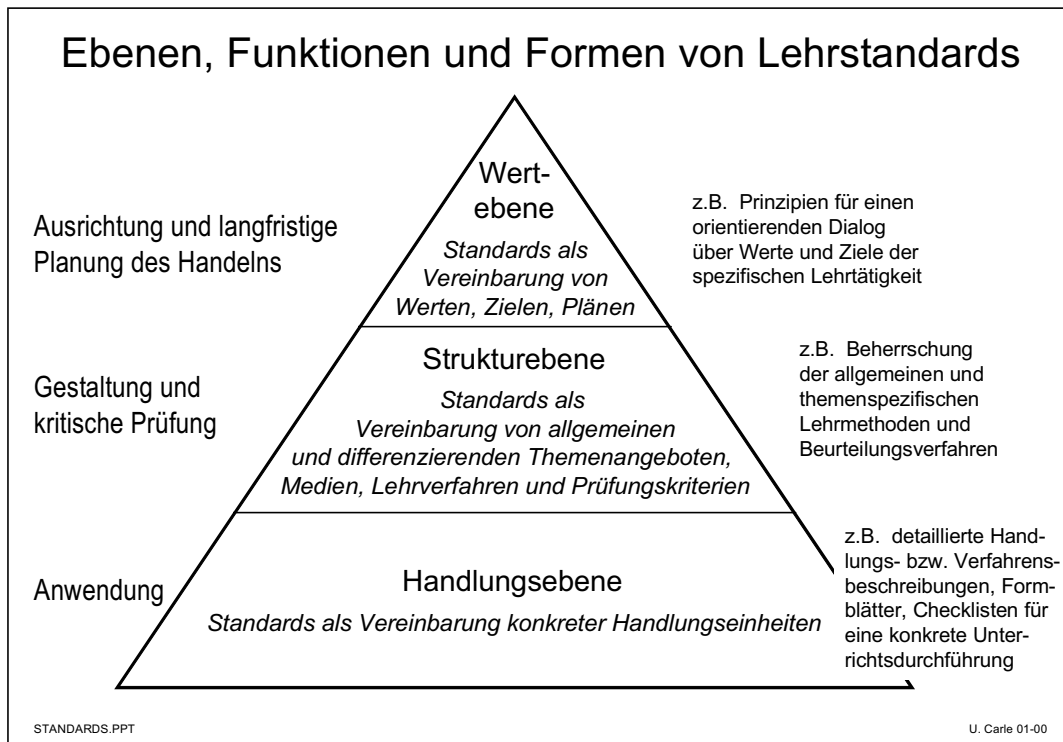 Ebenen, Funktionen und Formen von Lehrstandards
Ausrichtung und langfristige
Planung des Handelns
Wert-
ebene
Standards als
Vereinbarung von
Werten, Zielen, Plänen
z.B. Prinzipien für einen
orientierenden Dialog
über Werte und Ziele der
spezifischen Lehrtätigkeit
Gestaltung und
kritische Prüfung
Strukturebene
Standards als
Vereinbarung von allgemeinen
und differenzierenden Themenangeboten,
Medien, Lehrverfahren und Prüfungskriterien
z.B. Beherrschung
der allgemeinen und
themenspezifischen
Lehrmethoden und
Beurteilungsverfahren
Anwendung
Handlungsebene
Standards als Vereinbarung konkreter Handlungseinheiten
z.B. detaillierte Hand-
lungs- bzw. Verfahrens-
beschreibungen, Form-
blätter, Checklisten für
eine konkrete Unter-
richtsdurchführung
STANDARDS.PPT
U. Carle 01-00